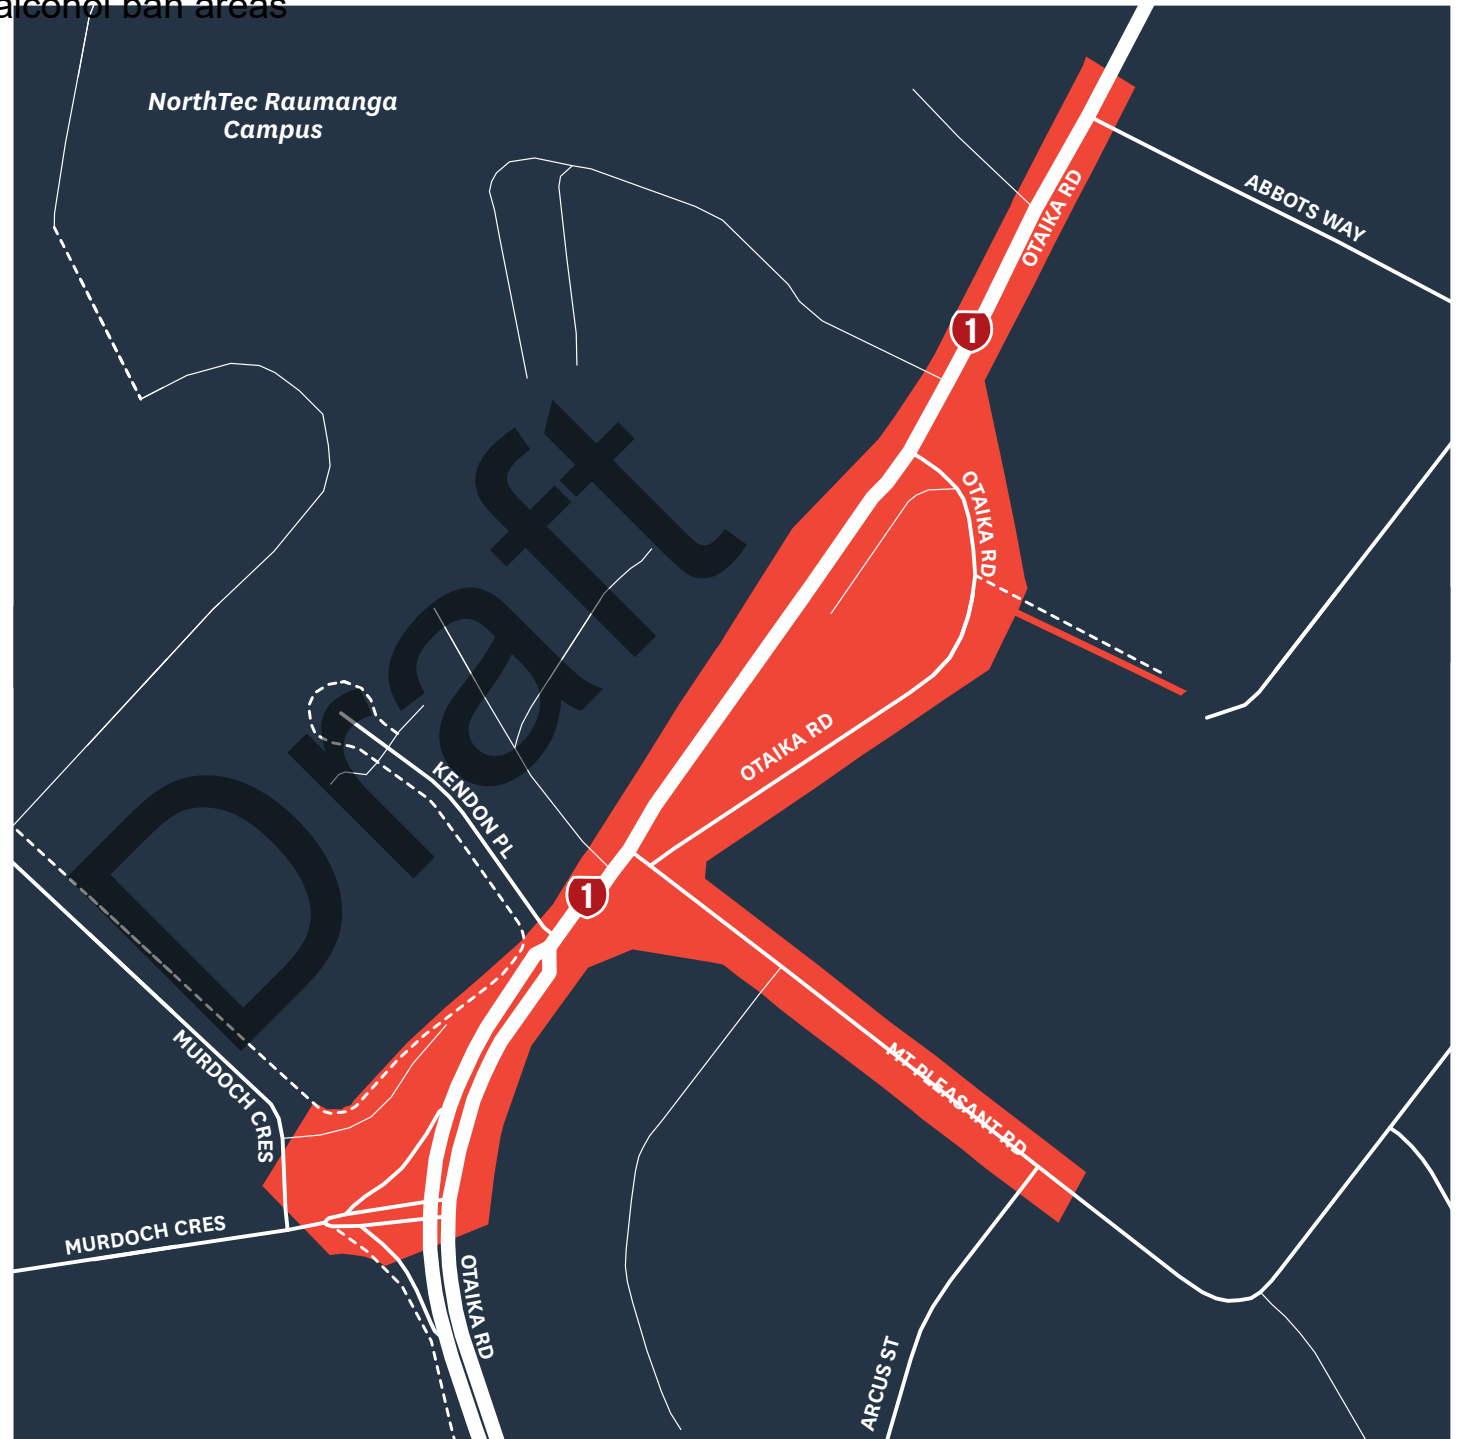 alcohol ban areas
NorthTec Raumanga
Campus
OTAIKA RD
ABBOTS WAY
1
OTAIKA RD
Draft
OTAIKA RD
KENDON PL
1
MURDOCH CRES
MT PLEASANT RD
MURDOCH CRES
OTAIKA RD
ARCUS ST